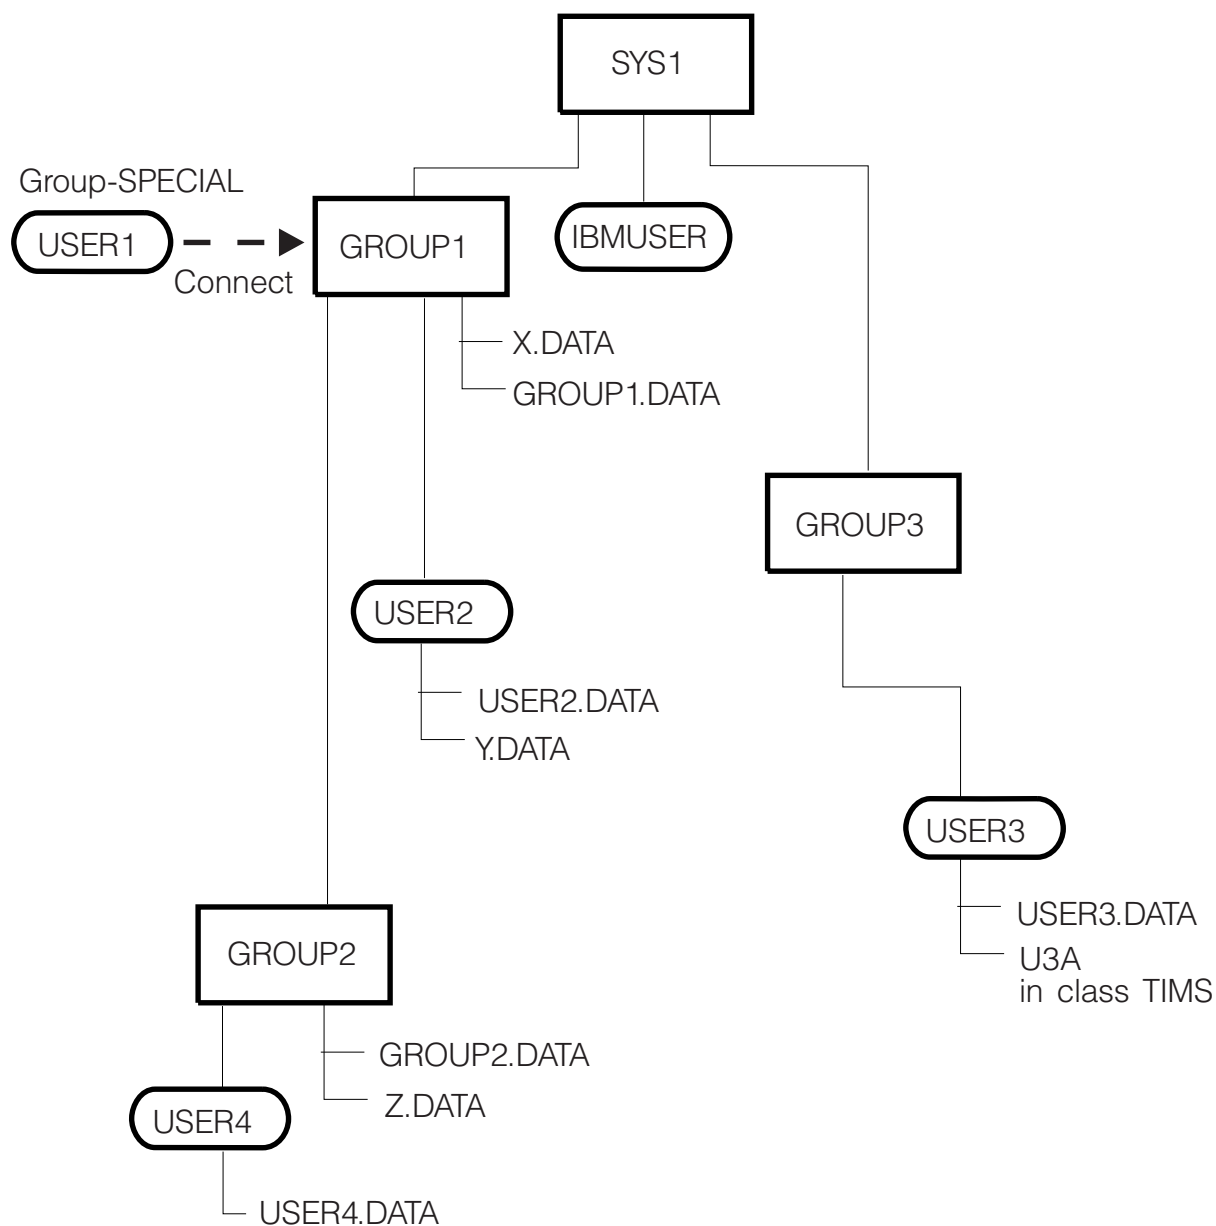 SYS1
Group-SPECIAL
USER1
Connect
GROUP1
IBMUSER
X.DATA
GROUP1.DATA
GROUP3
USER2
USER2.DATA
Y.DATA
USER3
USER3.DATA
U3A
in class TIMS
GROUP2
GROUP2.DATA
Z.DATA
USER4
USER4.DATA